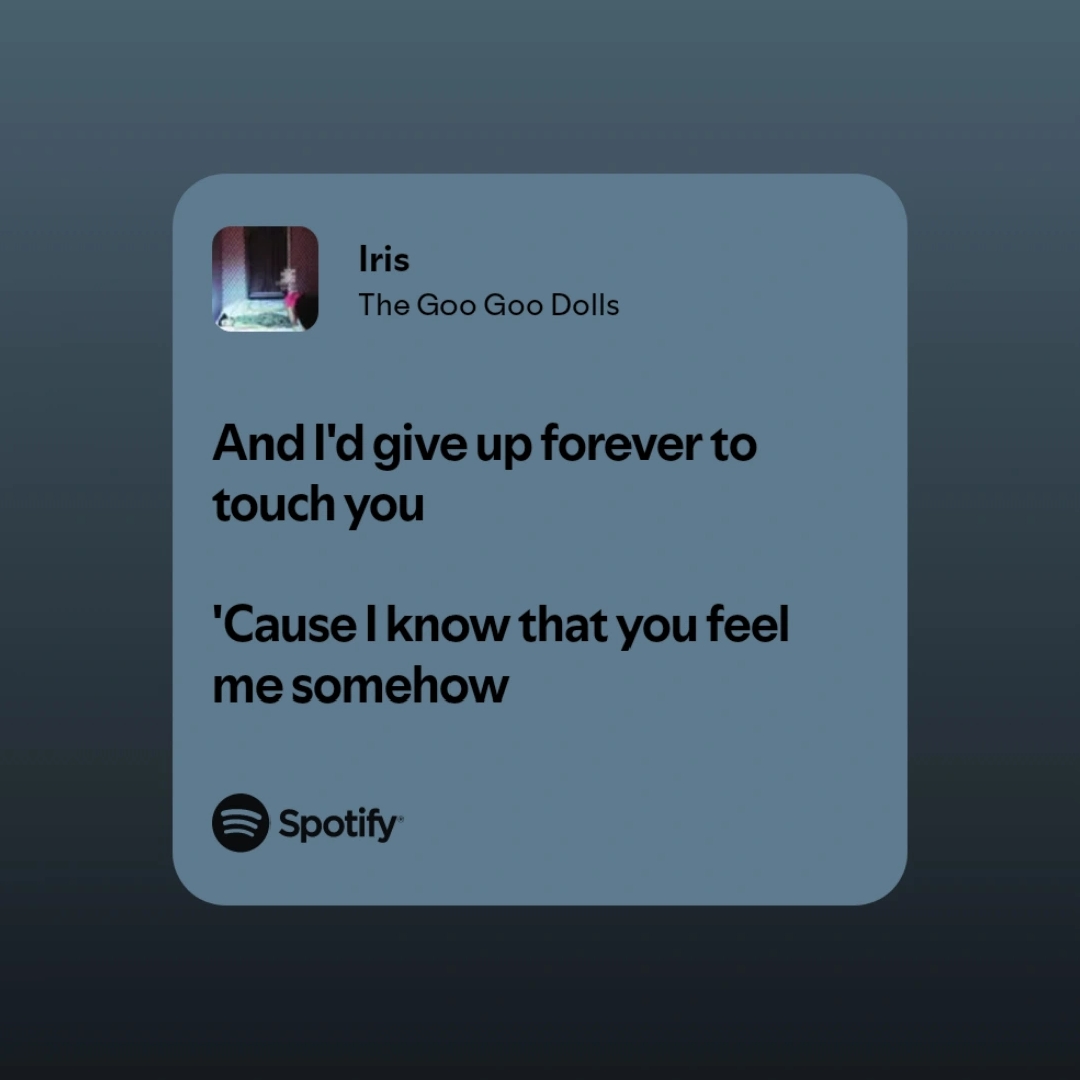 Iris
The Goo Goo Dolls
And I'd give up forever to
touch you
'Cause I know that you feel
me somehow
Spotify®